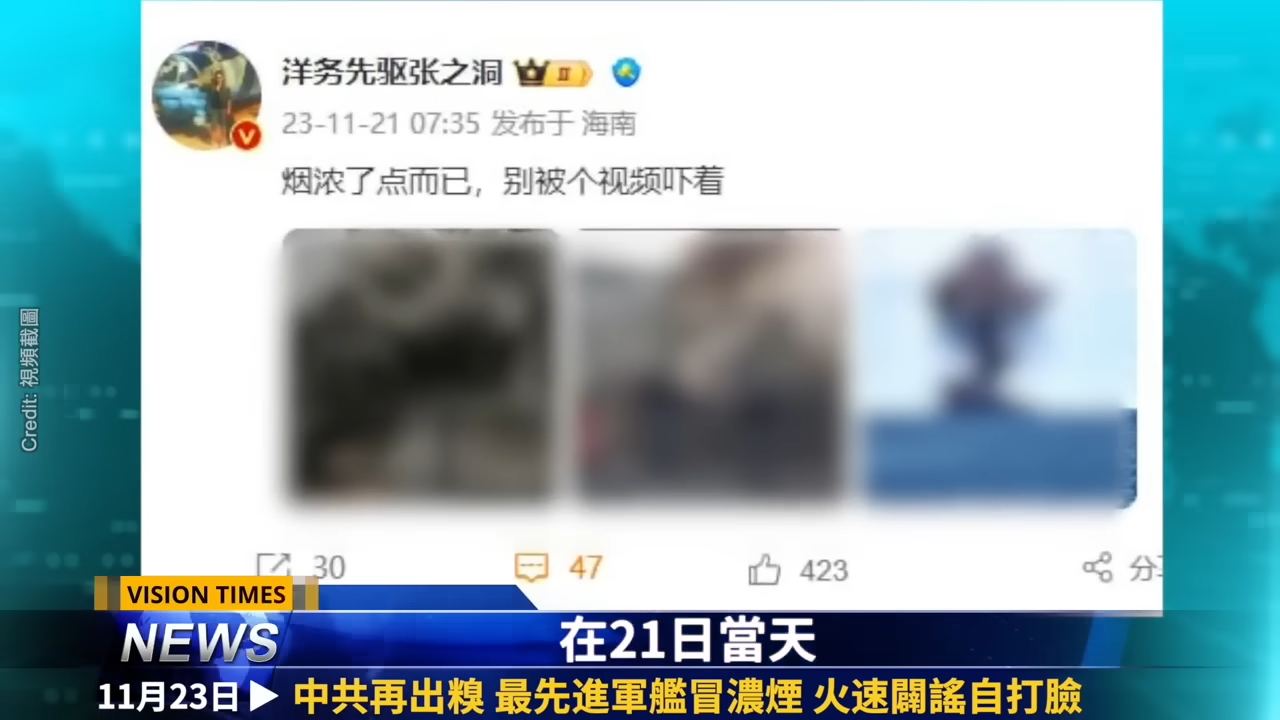 洋务先驱张之洞
II
V
23-11-21 07:35 发布于 海南
烟浓了点而已，别被个视频吓着
30
47
423
Credit: 視頻截圖
VISION TIMES
NEWS
在21日當天
11月23日 ▶ 中共再出糗 最先進軍艦冒濃煙 火速闢謠自打臉